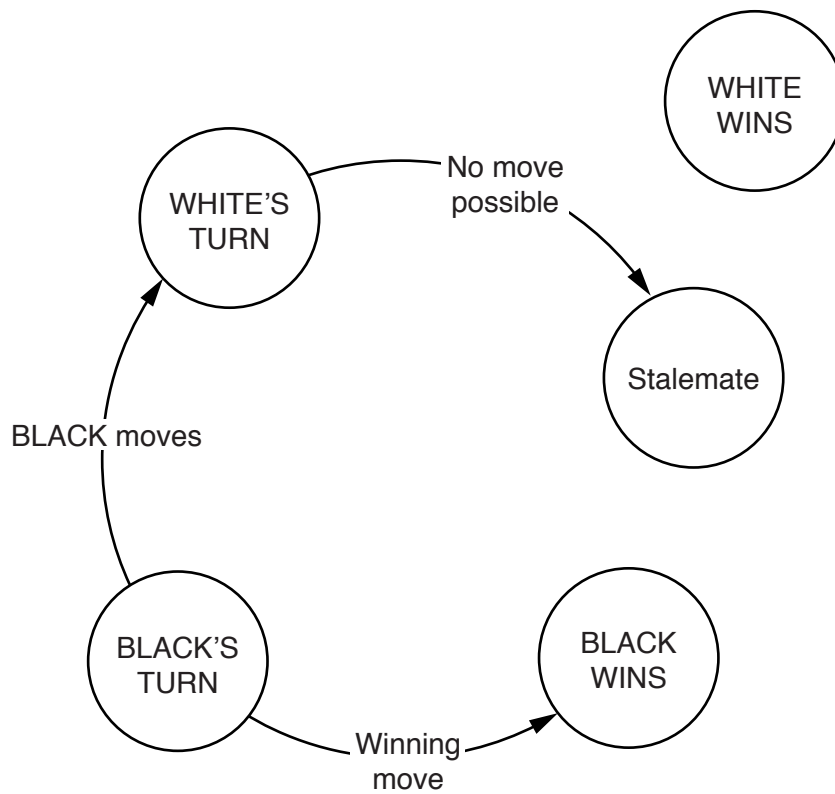 WHITE
WINS
No move
possible
WHITE’S
TURN
Stalemate
BLACK moves
BLACK’S
TURN
BLACK
WINS
Winning
move